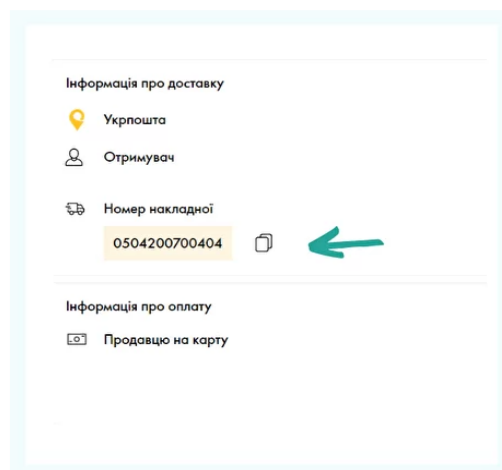 Інформація про доставку
Укрпошта
Отримувач
Номер накладної
0504200700404
Інформація про оплату
Продавцю на карту